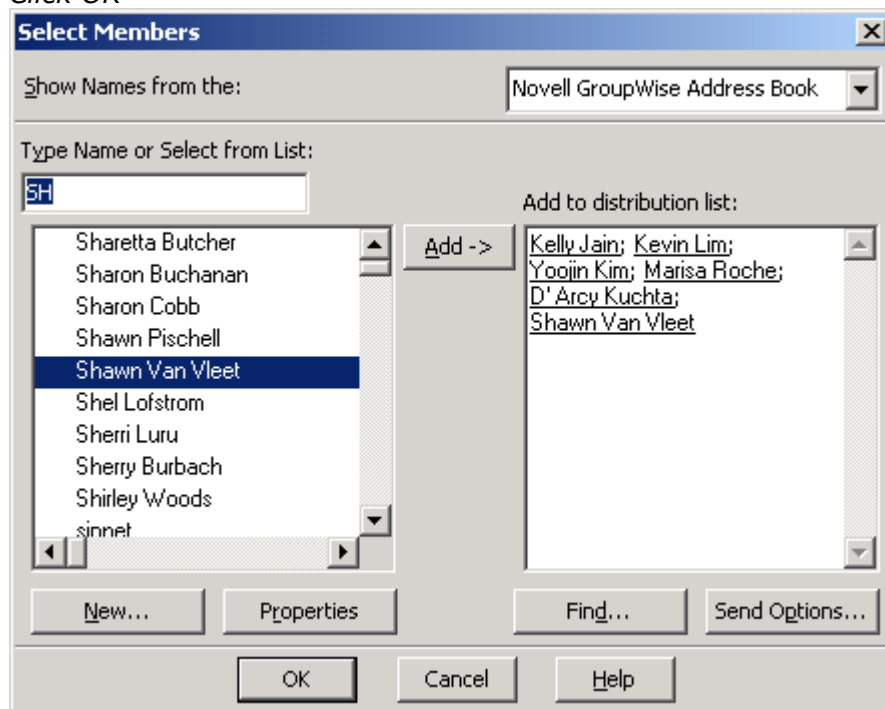 Click OK
Select Members
Show Names from the:
Novell GroupWise Address Book
Type Name or Select from List:
SH
Add to distribution list:
Sharetta Butcher
Sharon Buchanan
Sharon Cobb
Shawn Pischell
Shawn Van Vleet
Shel Lofstrom
Sherri Luru
Sherry Burbach
Shirley Woods
sinnet
Add ->
Kelly Jain; Kevin Lim;
Yoojin Kim; Marisa Roche;
D'Arcy Kuchta;
Shawn Van Vleet
New...
Properties
Find...
Send Options...
OK
Cancel
Help